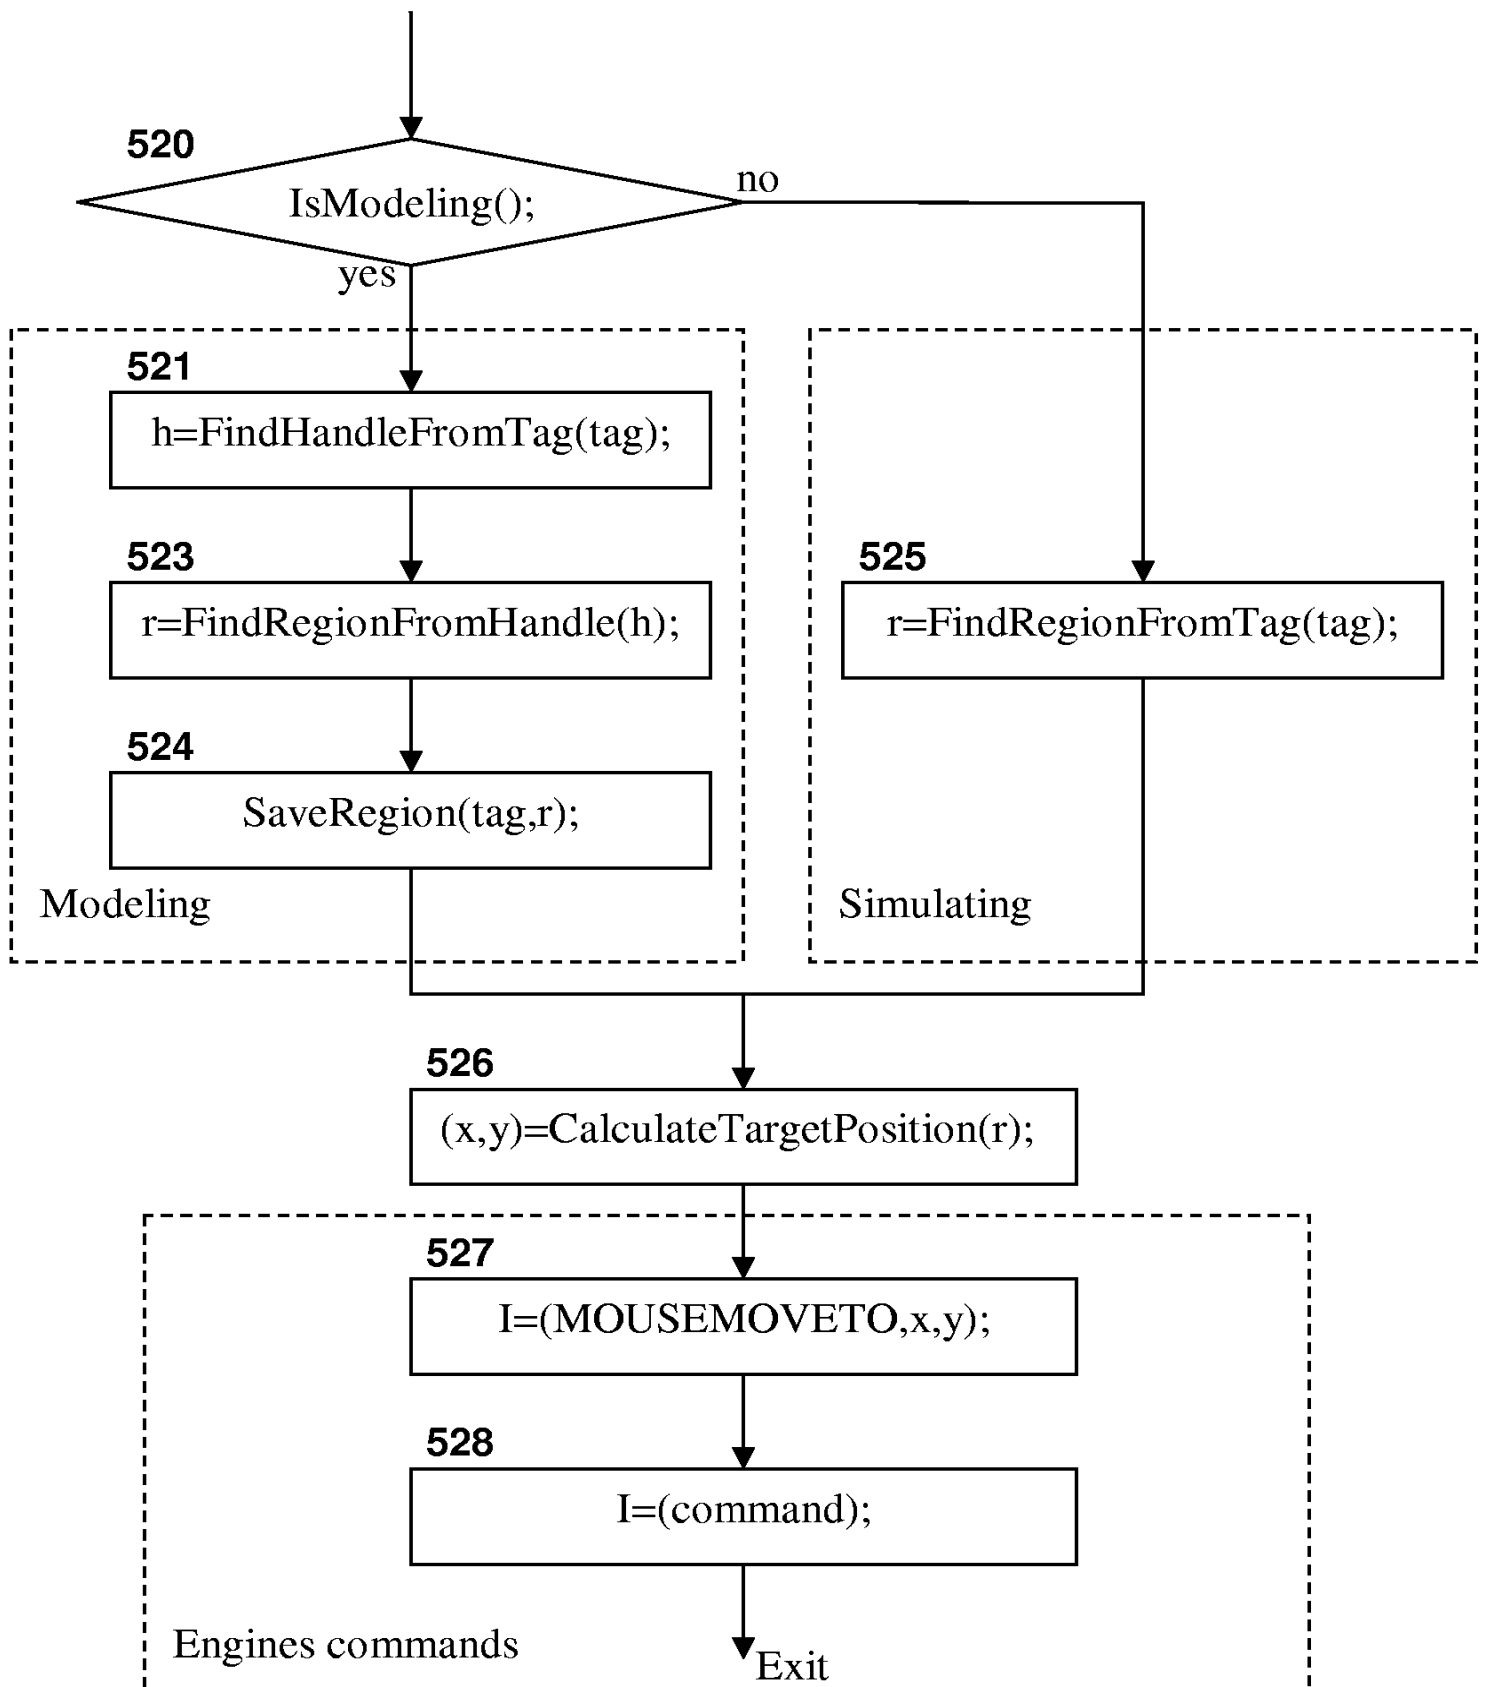 520
IsModeling();
no
yes
521
h=FindHandleFromTag(tag);
523
r=FindRegionFromHandle(h);
524
SaveRegion(tag,r);
Modeling
525
r=FindRegionFromTag(tag);
Simulating
526
(x,y)=CalculateTargetPosition(r);
527
I=(MOUSEMOVETO,x,y);
528
I=(command);
Engines commands
Exit